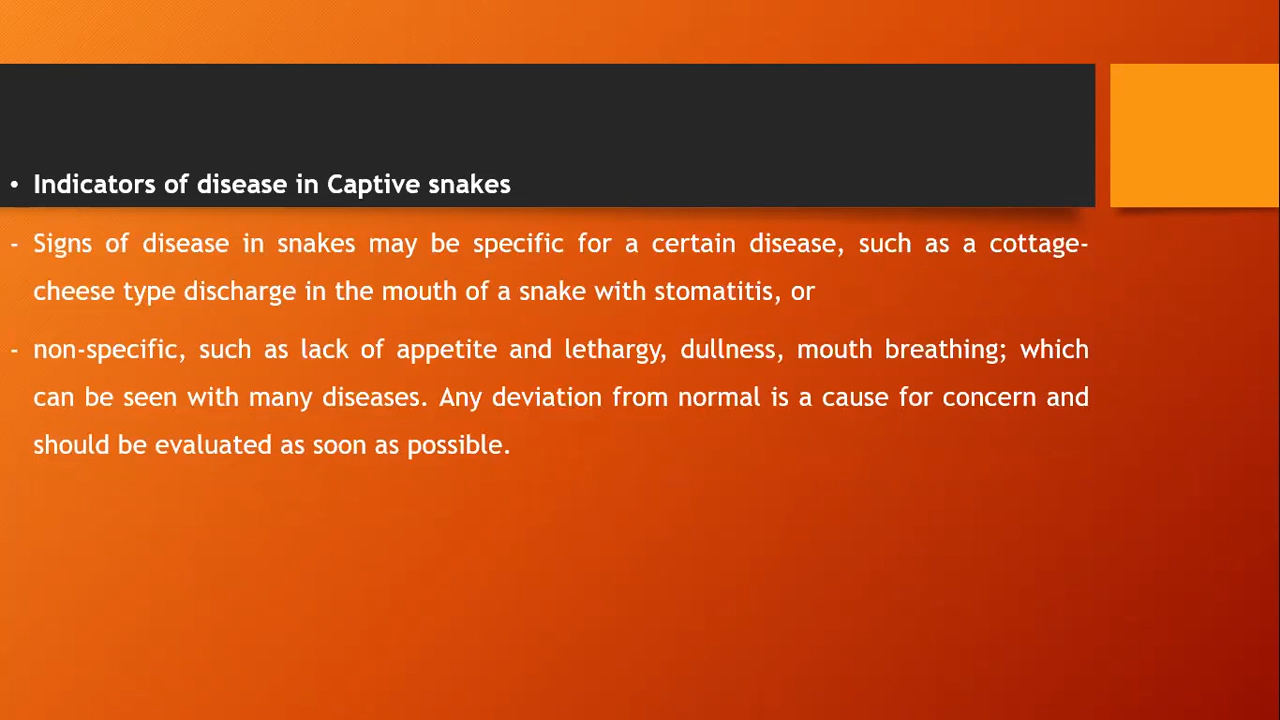 • Indicators of disease in Captive snakes
- Signs of disease in snakes may be specific for a certain disease, such as a cottage-
cheese type discharge in the mouth of a snake with stomatitis, or
- non-specific, such as lack of appetite and lethargy, dullness, mouth breathing; which
can be seen with many diseases. Any deviation from normal is a cause for concern and
should be evaluated as soon as possible.